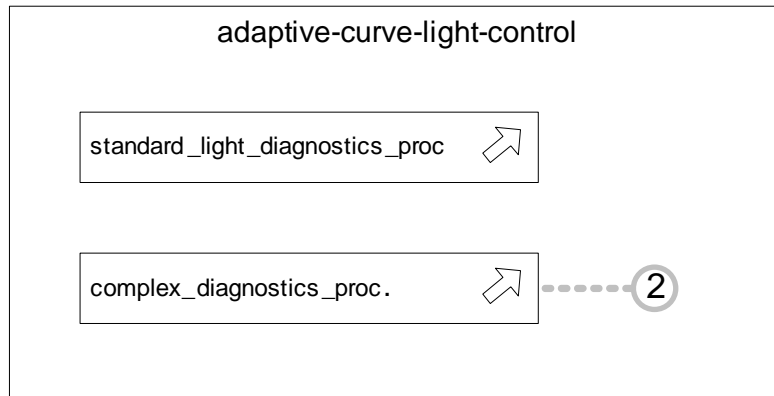 adaptive-curve-light-control
standard_light_diagnostics_proc
complex_diagnostics_proc.
2